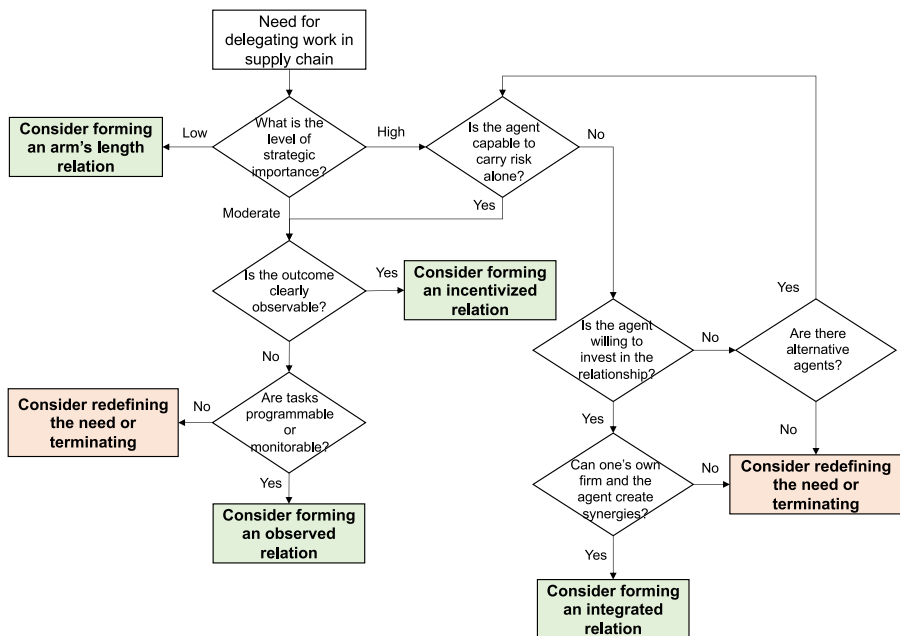 Need for
delegating work in
supply chain
What is the
level of
strategic
importance?
Low
High
Moderate
Consider forming
an arm's length
relation
Is the agent
capable to
carry risk
alone?
No
Yes
Is the outcome
clearly
observable?
Yes
No
Consider forming
an incentivized
relation
Is the agent
willing to
invest in the
relationship?
No
Yes
Are there
alternative
agents?
Yes
No
Are tasks
programmable
or
monitorable?
No
Yes
Consider redefining
the need or
terminating
Can one's own
firm and the
agent create
synergies?
No
Yes
Consider redefining
the need or
terminating
Consider forming
an observed
relation
Consider forming
an integrated
relation